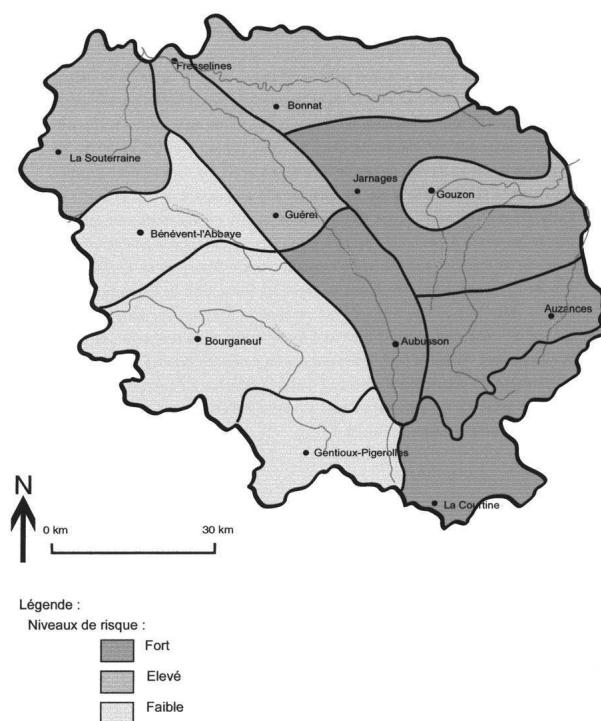 Fresselines
Bonnat
La Souterraine
Jarnages
Gouzon
Guéret
Bénévent-l'Abbaye
Auzances
Bourganeuf
Aubusson
Gentioux-Pigerolles
La Courtine
N
0 km
30 km
Légende :
Niveaux de risque :
Fort
Elevé
Faible